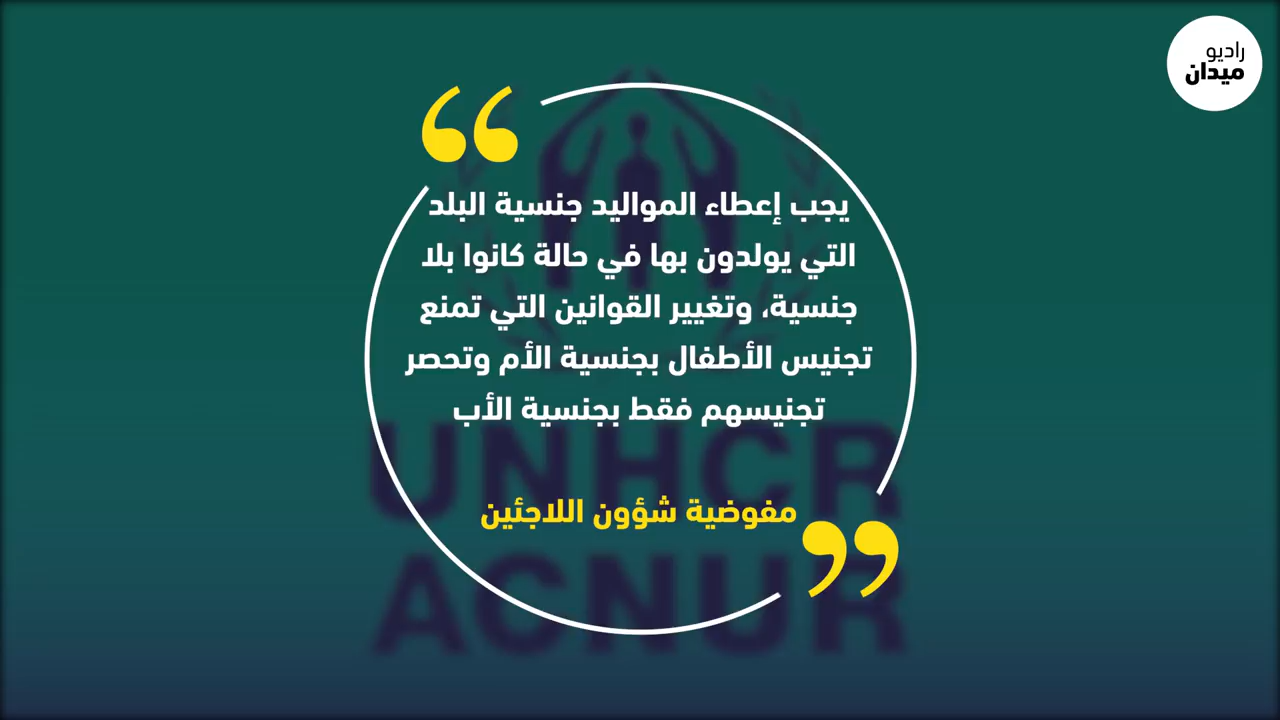 راديو
ميدان
يجب إعطاء المواليد جنسية البلد
التي يولدون بها في حالة كانوا بلا
جنسية، وتغيير القوانين التي تمنع
تجنيس الأطفال بجنسية الأم وتحصر
تجنيسهم فقط بجنسية الأب
مفوضية شؤون اللاجئين
UNHCR
ACNUR